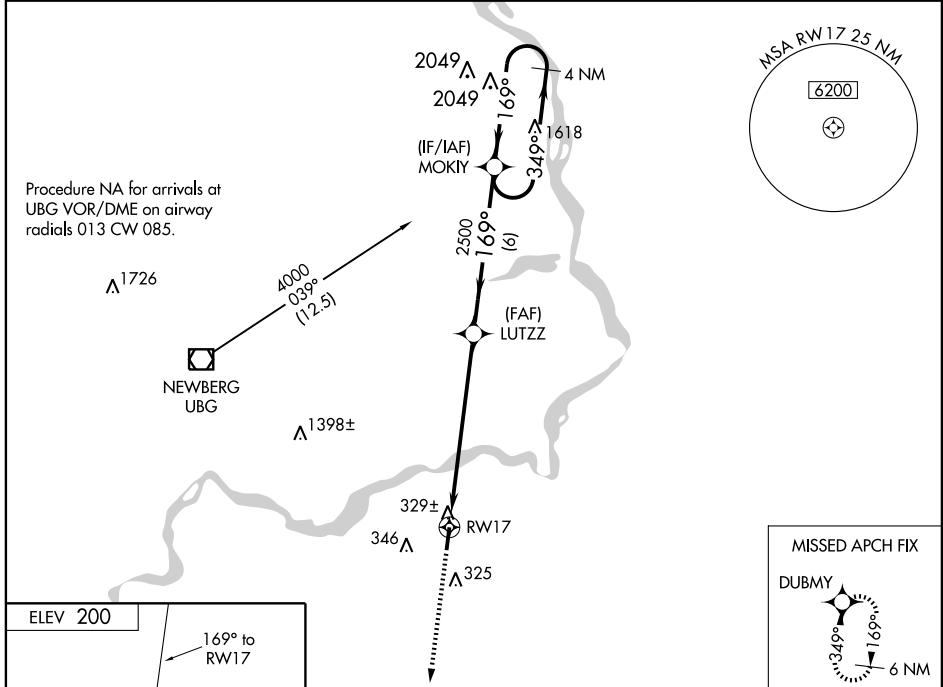 2049
2049
169°
4 NM
1618
349°
(IF/IAF)
MOKIY
MSA RW17 25 NM
6200
Procedure NA for arrivals at
UBG VOR/DME on airway
radials 013 CW 085.
2500
169°
(6)
1726
4000
039°
(12.5)
(FAF)
LUTZZ
NEWBERG
UBG
1398±
329±
RW17
346
325
MISSED APCH FIX
DUBMY
349°
169°
6 NM
ELEV 200
169° to
RW17